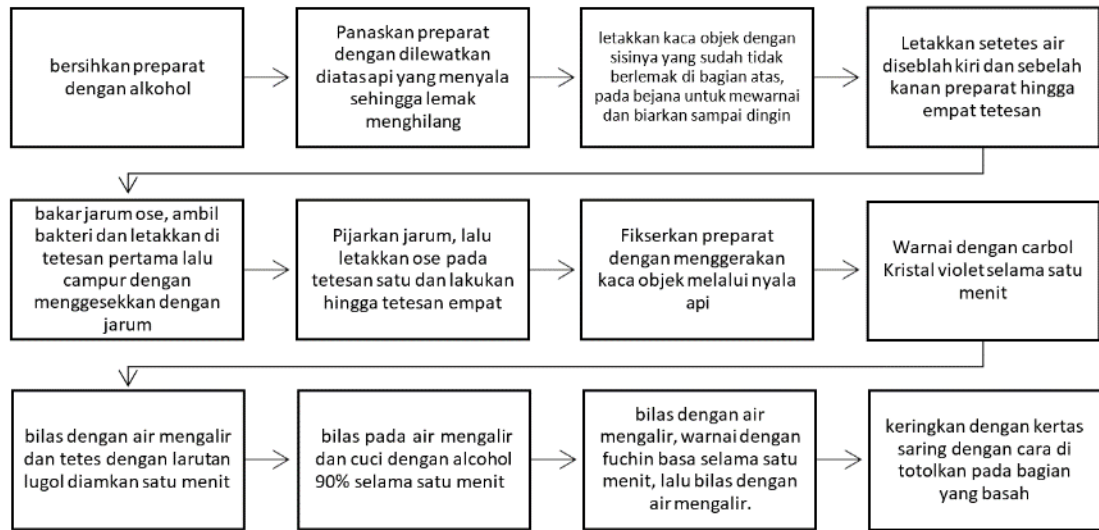 bersihkan preparat
dengan alkohol
Panaskan preparat
dengan dilewatkan
diatas api yang menyala
sehingga lemak
menghilang
letakkan kaca objek dengan
sisinya yang sudah tidak
berlemak di bagian atas,
pada bejana untuk mewarnai
dan biarkan sampai dingin
Letakkan setetes air
diseblah kiri dan sebelah
kanan preparat hingga
empat tetesan
bakar jarum ose, ambil
bakteri dan letakkan di
tetesan pertama lalu
campur dengan
menggesekkan dengan
jarum
Pijarkan jarum, lalu
letakkan ose pada
tetesan satu dan lakukan
hingga tetesan empat
Fikserkan preparat
dengan menggerakan
kaca objek melalui nyala
api
Warnai dengan carbol
Kristal violet selama satu
menit
bilas dengan air mengalir
dan tetes dengan larutan
lugol diamkan satu menit
bilas pada air mengalir
dan cuci dengan alcohol
90% selama satu menit
bilas dengan air
mengalir, warnai dengan
fuchin basa selama satu
menit, lalu bilas dengan
air mengalir.
keringkan dengan kertas
saring dengan cara di
totolkan pada bagian
yang basah